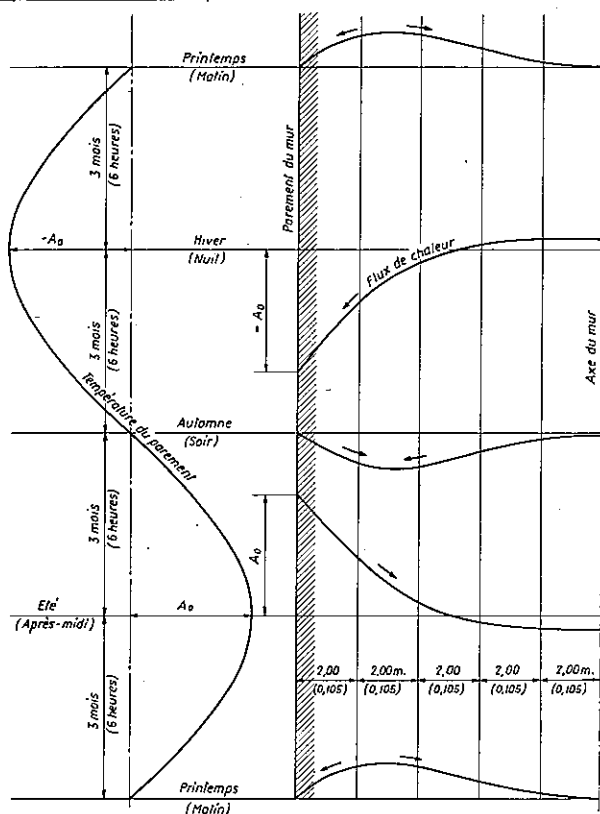 Printemps
(Matin)
3 mois
(6 heures)
Parement du mur
-A₀
Hiver
(Nuit)
Flux de chaleur
- A₀
3 mois
(6 heures)
Axe du mur
Température du parement
Automne
(Soir)
3 mois
(6 heures)
A₀
Eté
(Après-midi)
A₀
2,00 2,00m. 2,00 2,00 2,00m.
(0,105) (0,105) (0,105) (0,105) (0,105)
3 mois
(6 heures)
Printemps
(Matin)